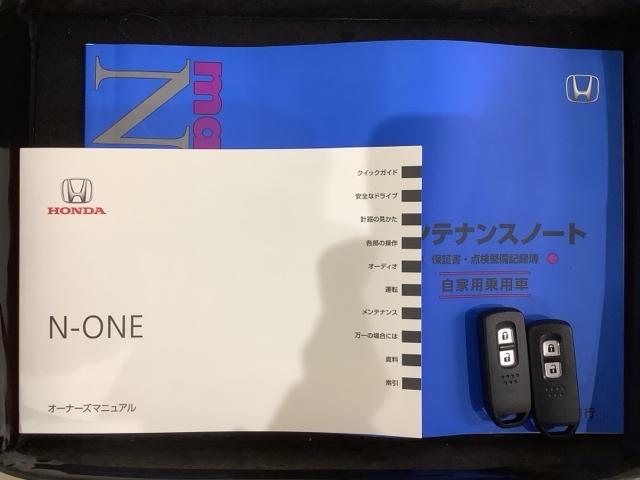 N
ma
HONDA
N-ONE
オーナーズマニュアル
クイックガイド
安全なドライブ
計器の見かた
各部の操作
オーディオ
運転
メンテナンス
万一の場合には
資料
索引
ンテナンスノート
保証書・点検整備記録簿
自家用乗用車
行